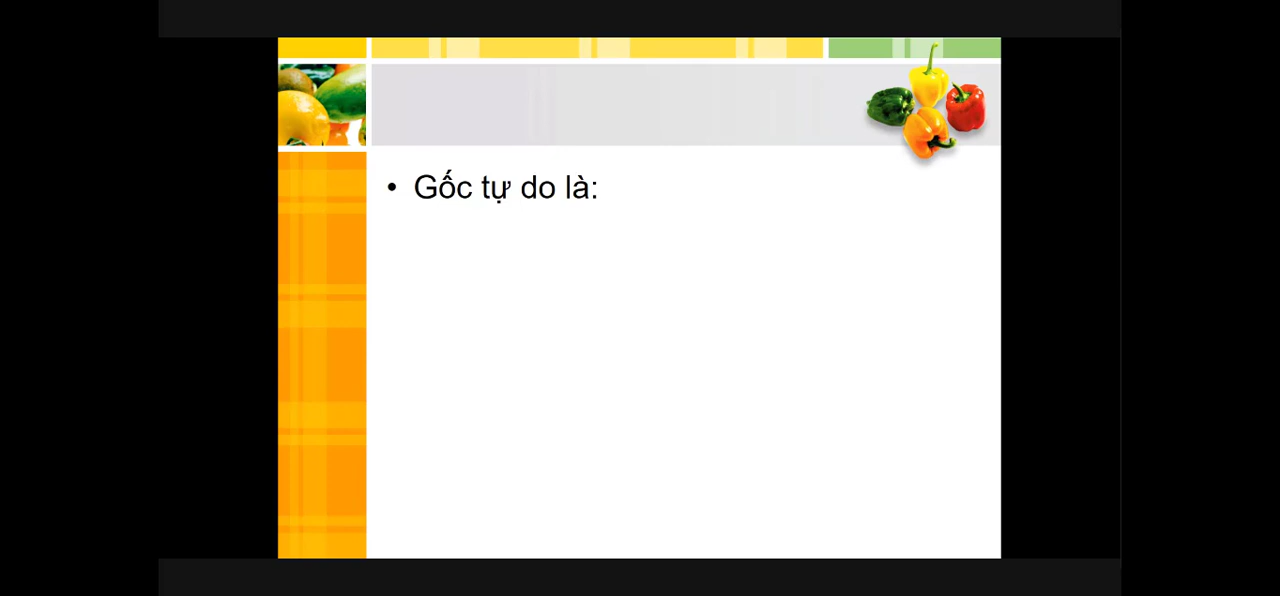 • Gốc tự do là: